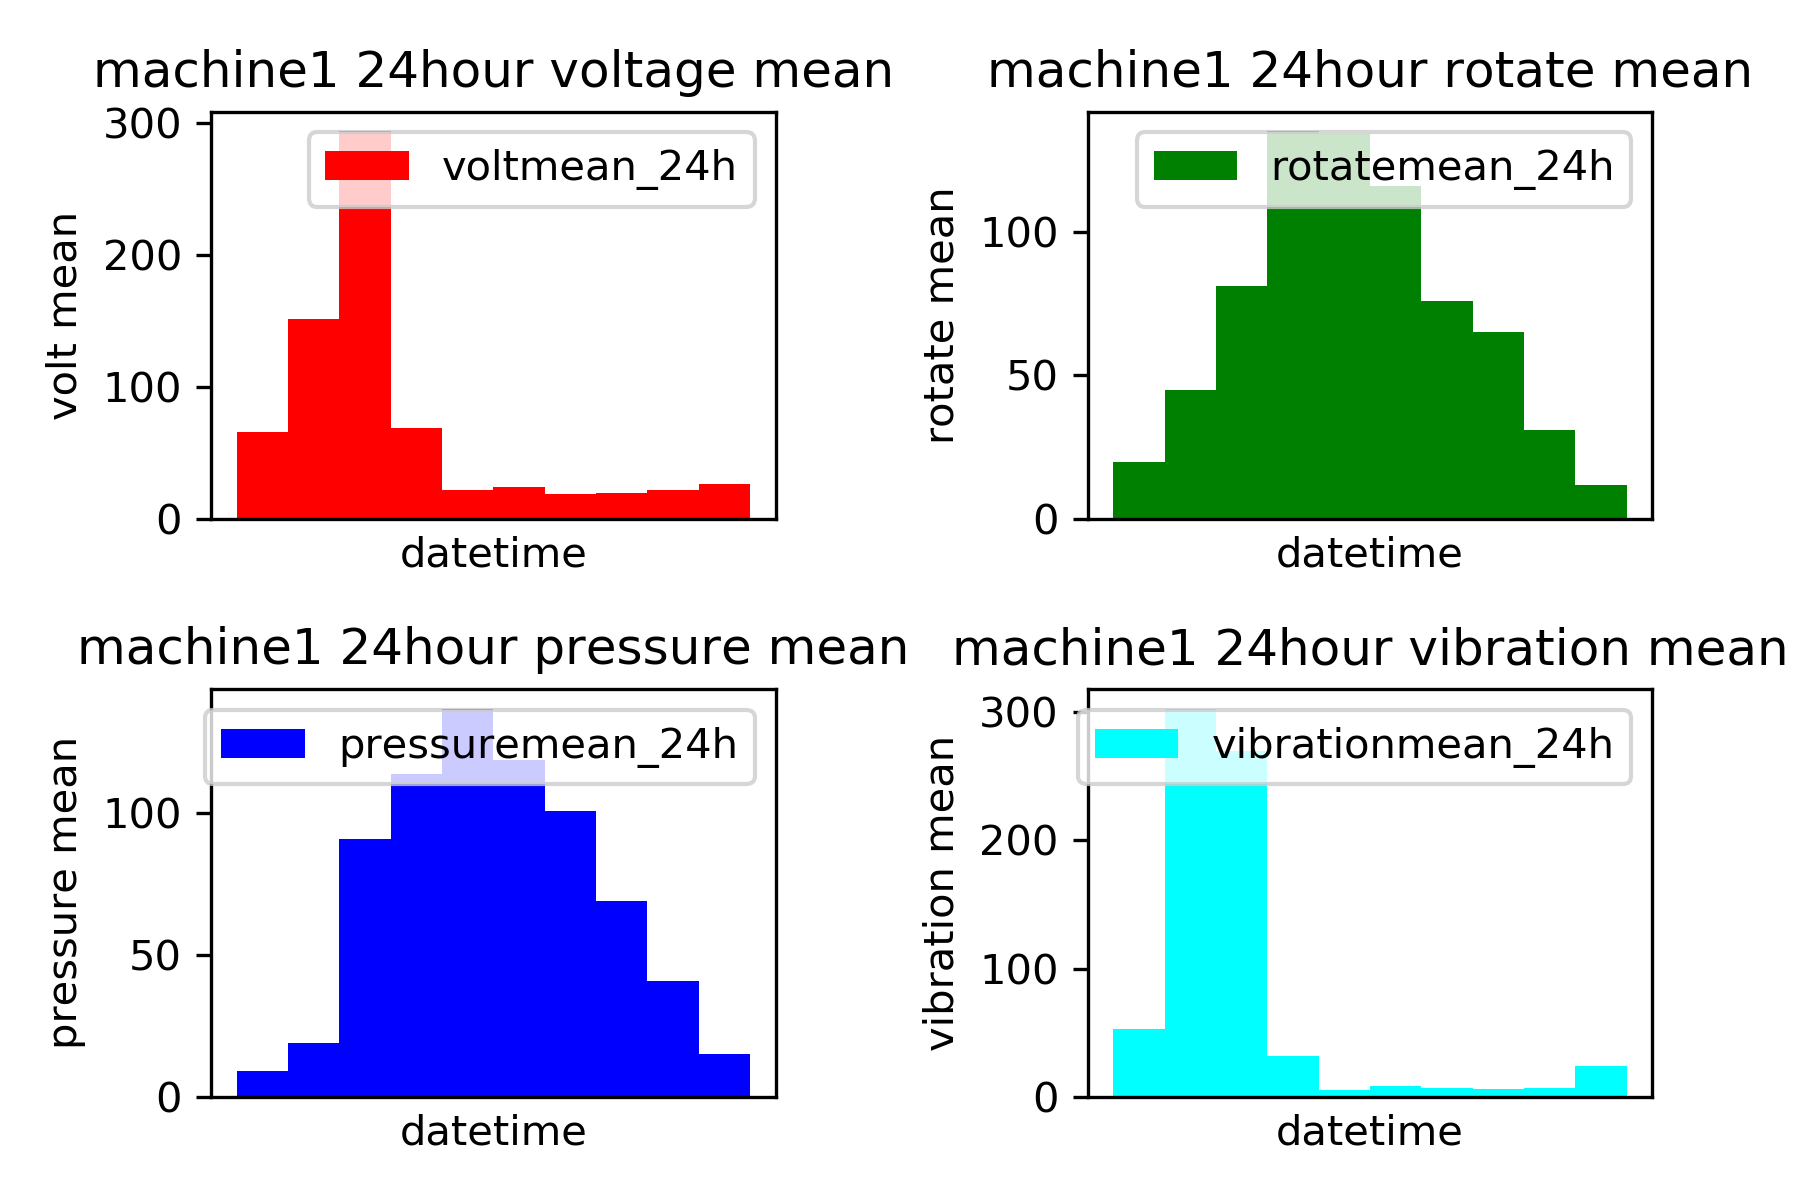 machine1 24hour voltage mean
300
200
100
0
volt mean
voltmean_24h
datetime
machine1 24hour rotate mean
100
50
0
rotate mean
rotatemean_24h
datetime
machine1 24hour pressure mean
100
50
0
pressure mean
pressuremean_24h
datetime
machine1 24hour vibration mean
300
200
100
0
vibration mean
vibrationmean_24h
datetime